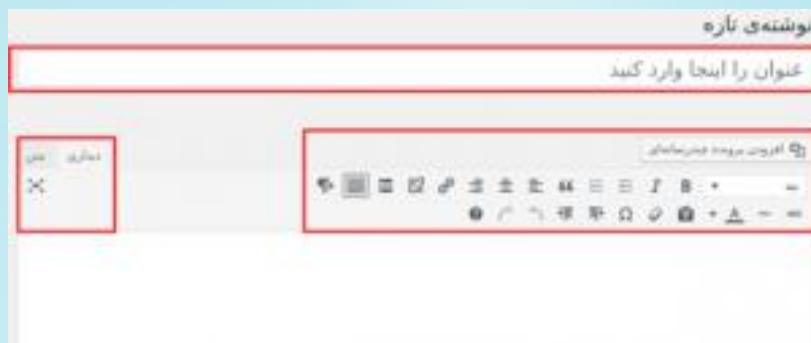 نوشته‌ی تازه
عنوان را اینجا وارد کنید
افزودن پرونده چندرسانه‌ای
دیداری متن